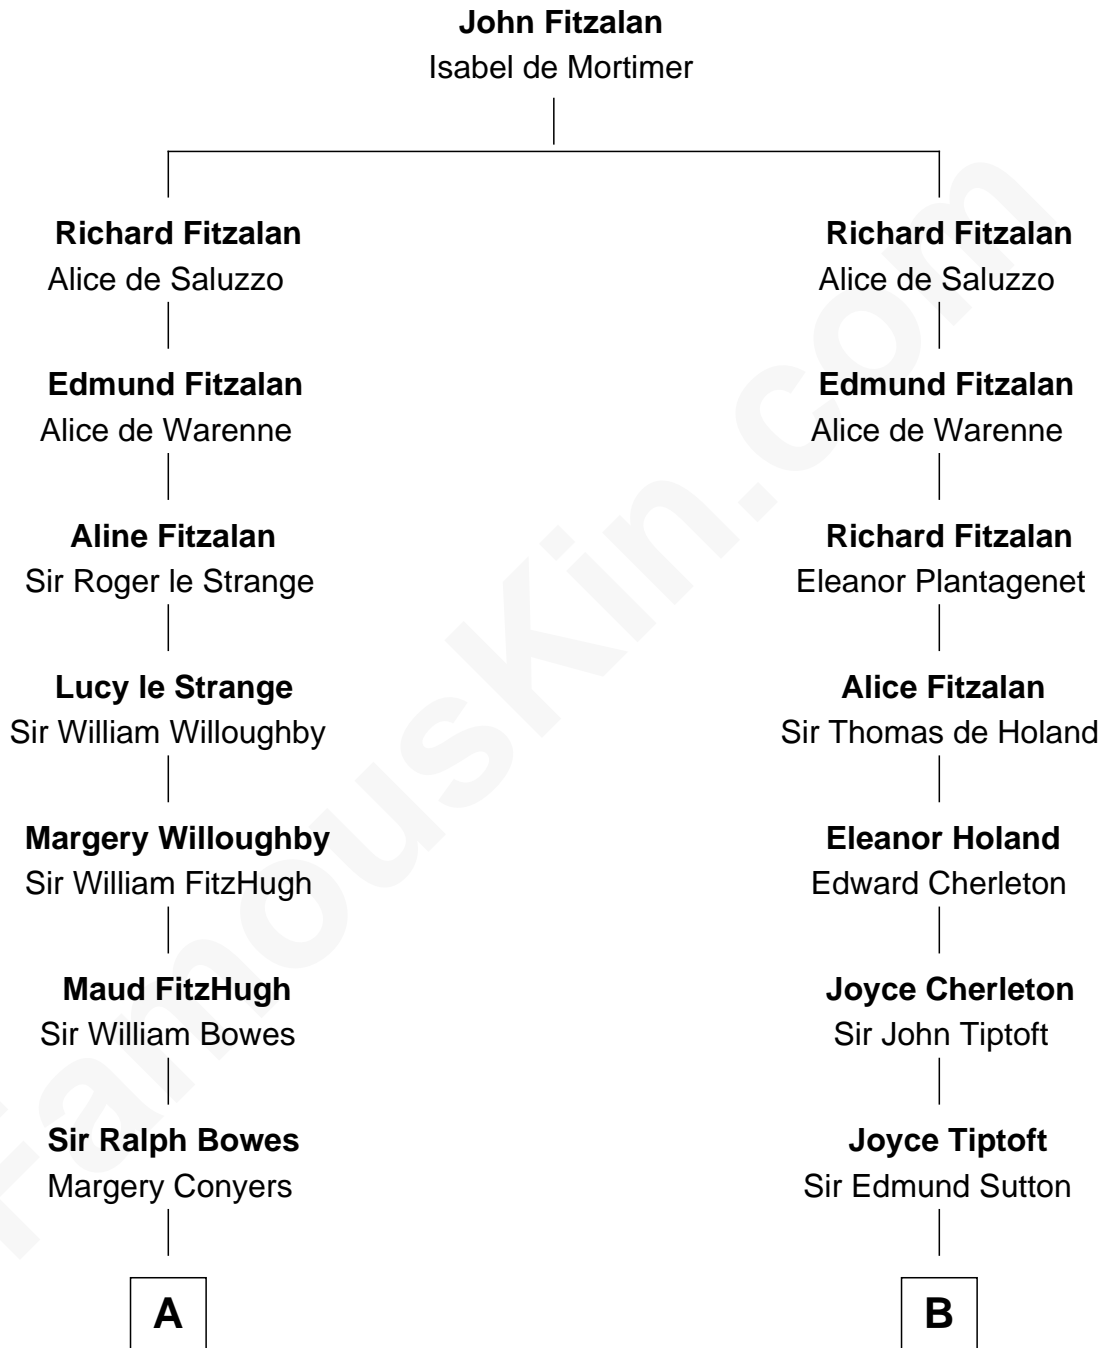 John Fitzalan
Isabel de Mortimer
Richard Fitzalan
Alice de Saluzzo
Richard Fitzalan
Alice de Saluzzo
Edmund Fitzalan
Alice de Warenne
Edmund Fitzalan
Alice de Warenne
Aline Fitzalan
Sir Roger le Strange
Richard Fitzalan
Eleanor Plantagenet
Lucy le Strange
Sir William Willoughby
Alice Fitzalan
Sir Thomas de Holand
Margery Willoughby
Sir William FitzHugh
Eleanor Holand
Edward Cherleton
Maud FitzHugh
Sir William Bowes
Joyce Cherleton
Sir John Tiptoft
Sir Ralph Bowes
Margery Conyers
Joyce Tiptoft
Sir Edmund Sutton
A
B
FamousKin.com